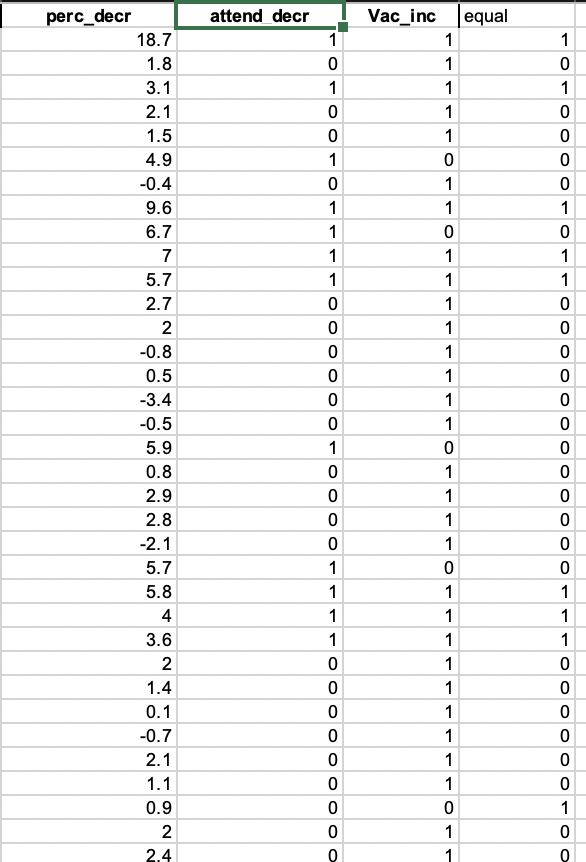 perc_decr attend_decr Vac_inc equal
18.7 1 1 1
1.8 0 1 0
3.1 1 1 1
2.1 0 1 0
1.5 0 1 0
4.9 1 0 0
-0.4 0 1 0
9.6 1 1 1
6.7 1 0 0
7 1 1 1
5.7 1 1 1
2.7 0 1 0
2 0 1 0
-0.8 0 1 0
0.5 0 1 0
-3.4 0 1 0
-0.5 0 1 0
5.9 1 0 0
0.8 0 1 0
2.9 0 1 0
2.8 0 1 0
-2.1 0 1 0
5.7 1 0 0
5.8 1 1 1
4 1 1 1
3.6 1 1 1
2 0 1 0
1.4 0 1 0
0.1 0 1 0
-0.7 0 1 0
2.1 0 1 0
1.1 0 1 0
0.9 0 0 1
2 0 1 0
2.4 0 1 0